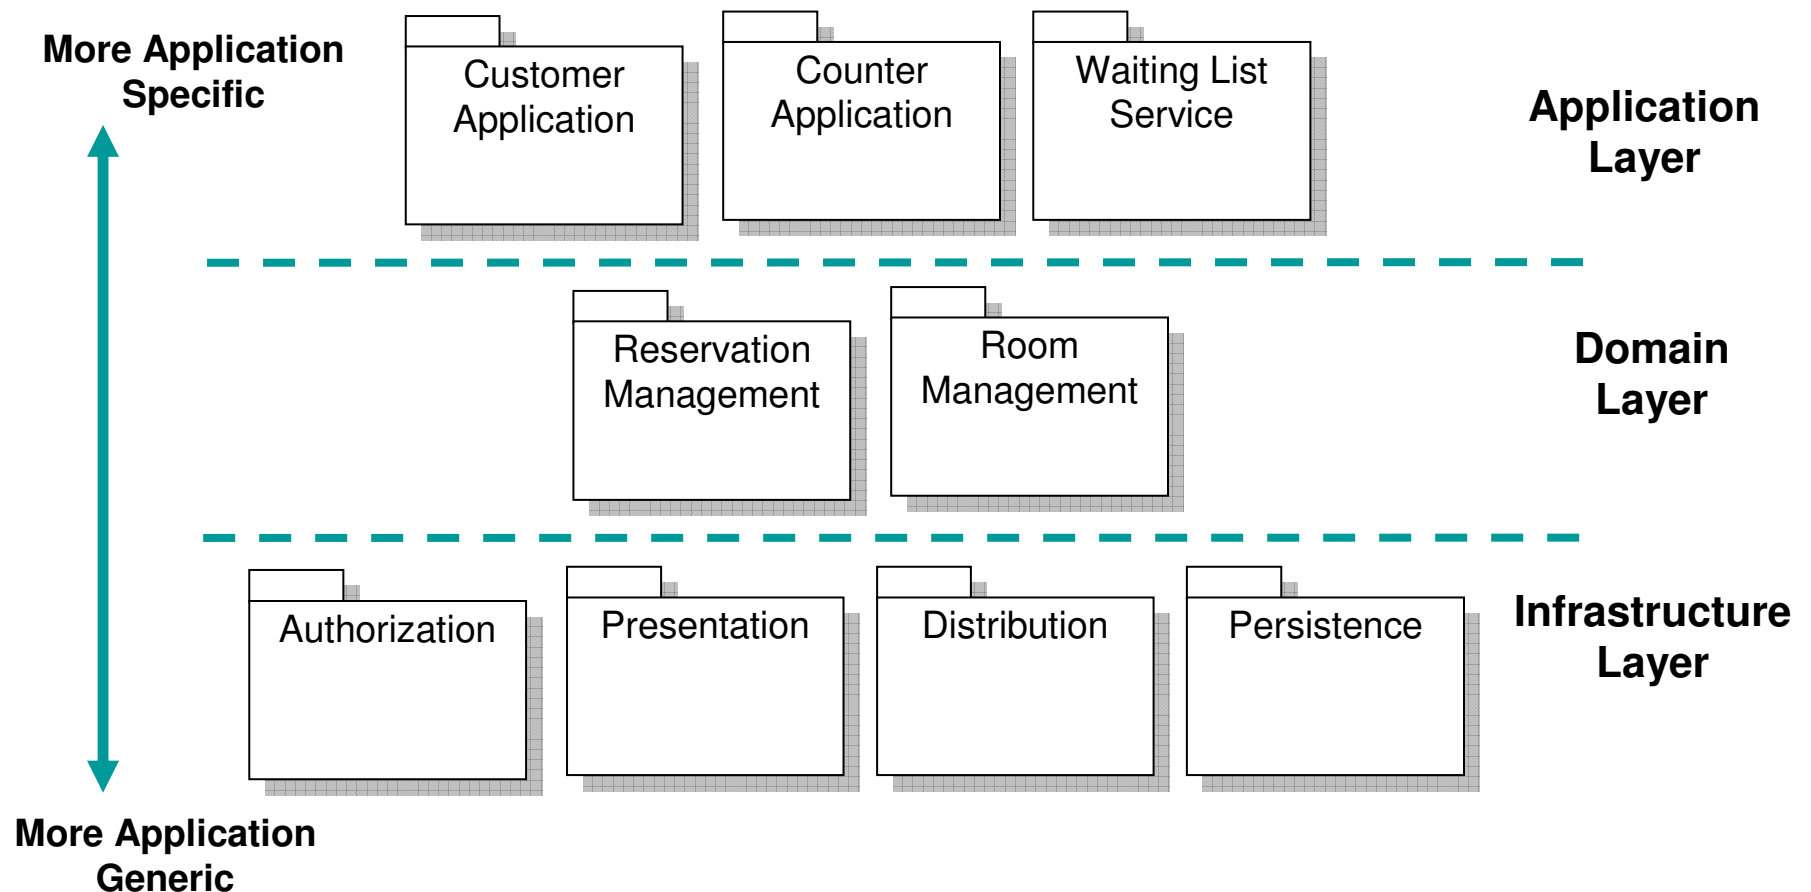 More Application
Specific
Customer
Application
Counter
Application
Waiting List
Service
Application
Layer
Reservation
Management
Room
Management
Domain
Layer
Authorization
Presentation
Distribution
Persistence
Infrastructure
Layer
More Application
Generic